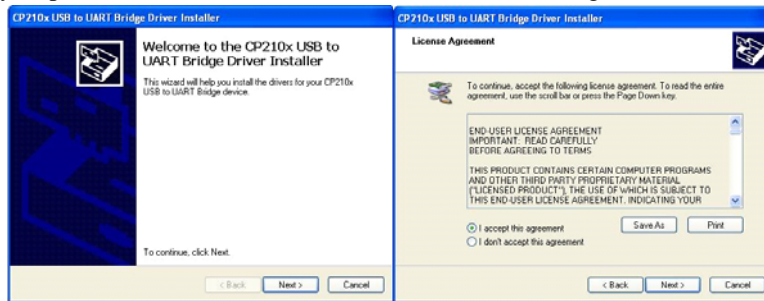 CP210x USB to UART Bridge Driver Installer
Welcome to the CP210x USB to
UART Bridge Driver Installer
This wizard will help you install the drivers for your CP210x
USB to UART Bridge device.
To continue, click Next.
< Back
Next >
Cancel
CP210x USB to UART Bridge Driver Installer
License Agreement
To continue, accept the following license agreement. To read the entire
agreement, use the scroll bar or press the Page Down key.
END-USER LICENSE AGREEMENT
IMPORTANT: READ CAREFULLY
BEFORE AGREEING TO TERMS
THIS PRODUCT CONTAINS CERTAIN COMPUTER PROGRAMS
AND OTHER THIRD PARTY PROPRIETARY MATERIAL
("LICENSED PRODUCT"), THE USE OF WHICH IS SUBJECT TO
THIS END-USER LICENSE AGREEMENT. INDICATING YOUR
I accept this agreement
Save As
Print
I don't accept this agreement
< Back
Next >
Cancel